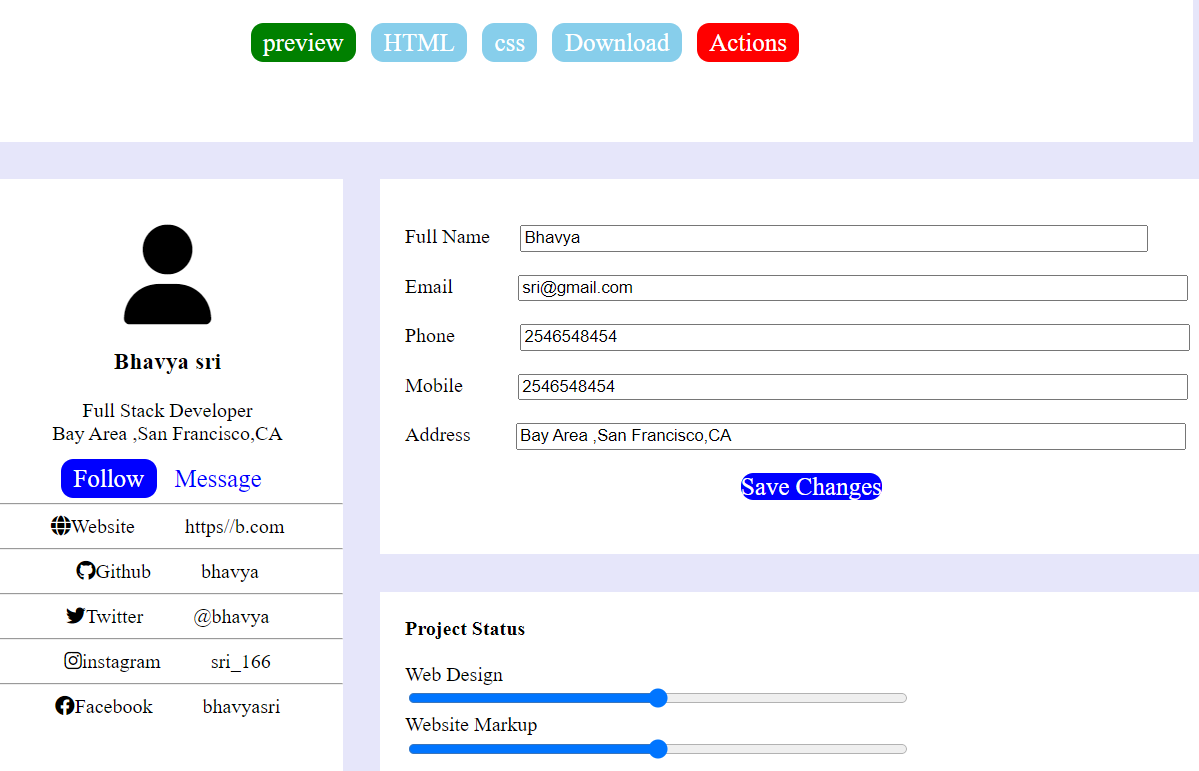 preview HTML css Download Actions
Bhavya sri
Full Stack Developer
Bay Area ,San Francisco,CA
Follow Message
Website https//b.com
Github bhavya
Twitter @bhavya
instagram sri_166
Facebook bhavyasri
Full Name Bhavya
Email sri@gmail.com
Phone 2546548454
Mobile 2546548454
Address Bay Area ,San Francisco,CA
Save Changes
Project Status
Web Design
Website Markup